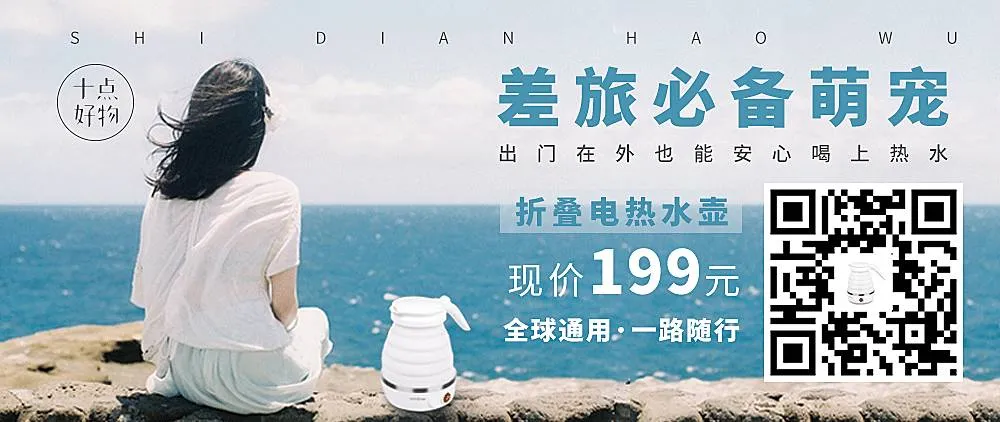 SHI DIAN HAO WU
十点
好物
差旅必备萌宠
出门在外也能安心喝上热水
折叠电热水壶
现价199元
全球通用·一路随行